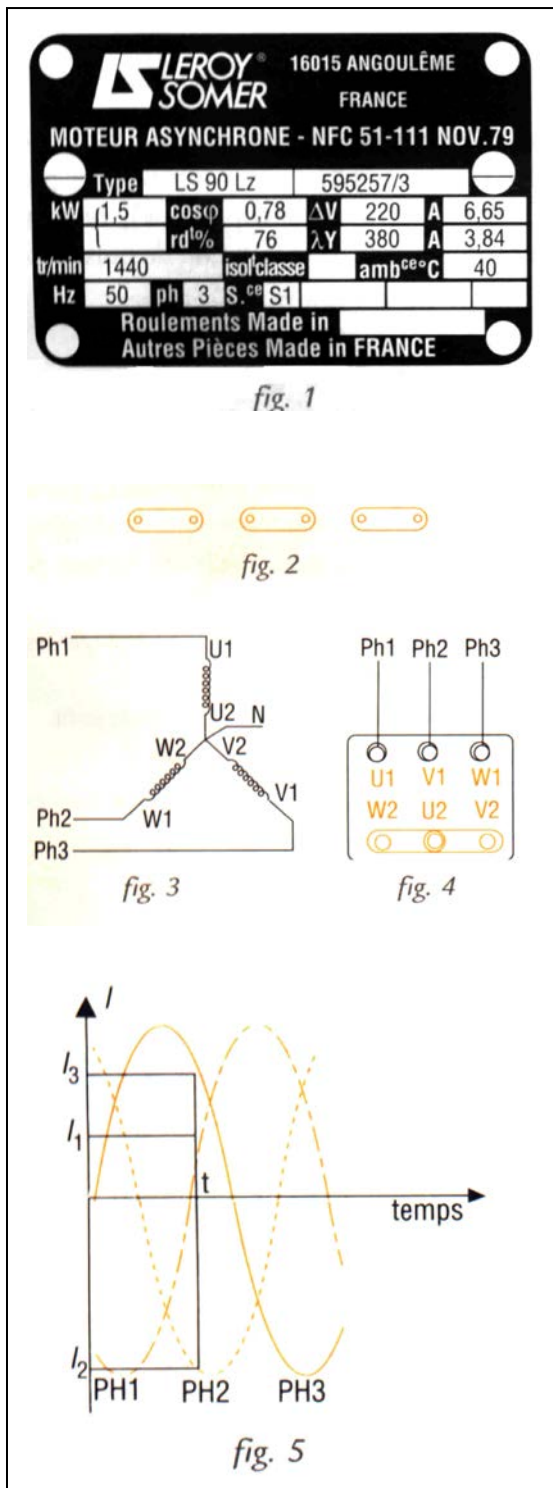 LEROY® 16015 ANGOULÊME
SOMER FRANCE
MOTEUR ASYNCHRONE - NFC 51-111 NOV.79
Type LS 90 Lz 595257/3
kW 1,5 cosφ 0,78 ΔV 220 A 6,65
rdto% 76 λY 380 A 3,84
tr/min 1440 isol't classe ambce°C 40
Hz 50 ph 3 S.ce S1
Roulements Made in
Autres Pièces Made in FRANCE
fig. 1
fig. 2
Ph1 U1
U2 N
W2 V2
W1 V1
Ph2
Ph3
fig. 3
Ph1 Ph2 Ph3
U1 V1 W1
W2 U2 V2
fig. 4
I
I3
I1
t
temps
I2
PH1 PH2 PH3
fig. 5